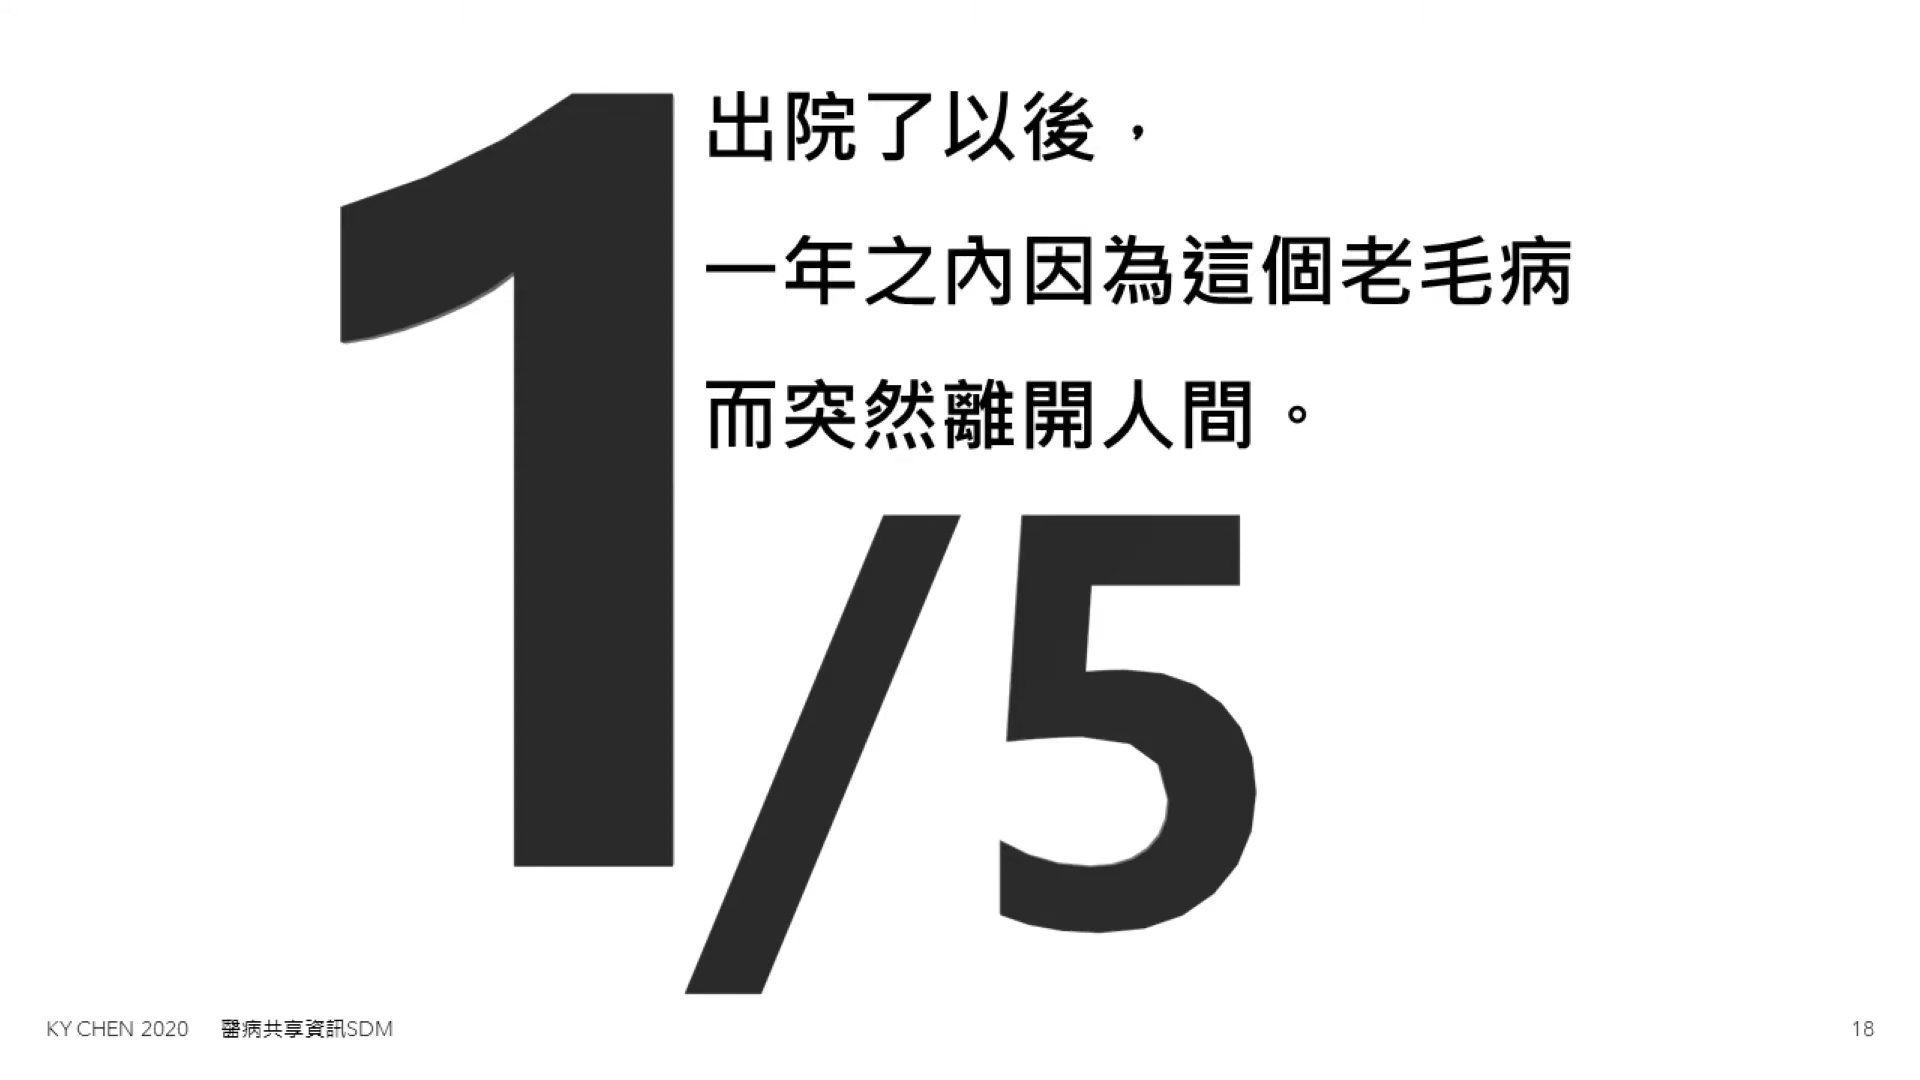 出院了以後，
一年之內因為這個老毛病
而突然離開人間。
1/5
KY CHEN 2020 醫病共享資訊SDM
18